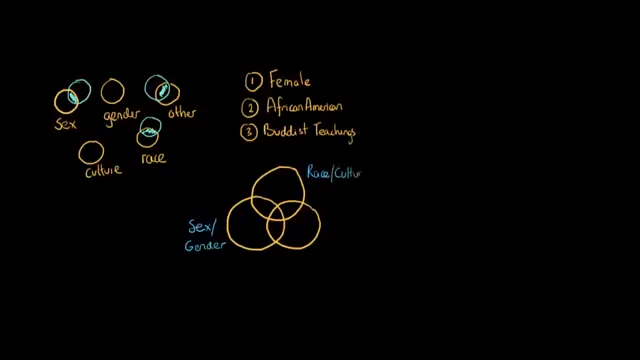 Sex
gender
other
culture
race
1 Female
2 African American
3 Buddist Teachings
Race/Cultur
Sex/
Gender